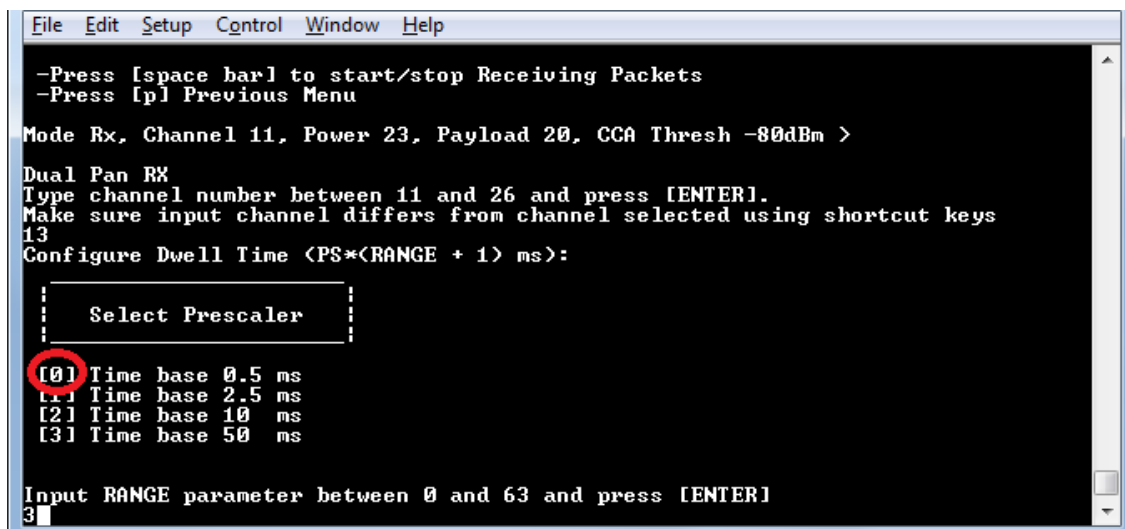 File Edit Setup Control Window Help
-Press [space bar] to start/stop Receiving Packets
-Press [p] Previous Menu
Mode Rx, Channel 11, Power 23, Payload 20, CCA Thresh -80dBm >
Dual Pan RX
Type channel number between 11 and 26 and press [ENTER].
Make sure input channel differs from channel selected using shortcut keys
13
Configure Dwell Time (PS*(RANGE + 1) ms):
Select Prescaler
[0] Time base 0.5 ms
[1] Time base 2.5 ms
[2] Time base 10 ms
[3] Time base 50 ms
Input RANGE parameter between 0 and 63 and press [ENTER]
3